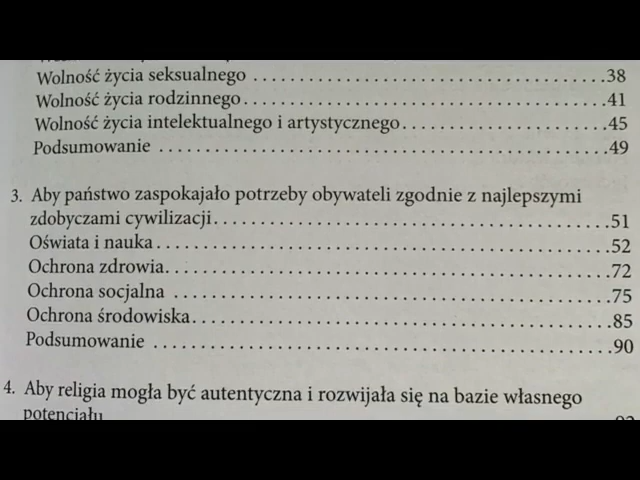 Wolność życia seksualnego ........................................38
Wolność życia rodzinnego........................................41
Wolność życia intelektualnego i artystycznego.........................45
Podsumowanie ................................................49
3. Aby państwo zaspokajało potrzeby obywateli zgodnie z najlepszymi
zdobyczami cywilizacji...........................................51
Oświata i nauka................................................52
Ochrona zdrowia...............................................72
Ochrona socjalna ..............................................75
Ochrona środowiska............................................85
Podsumowanie ................................................90
4. Aby religia mogła być autentyczna i rozwijała się na bazie własnego
potencjału